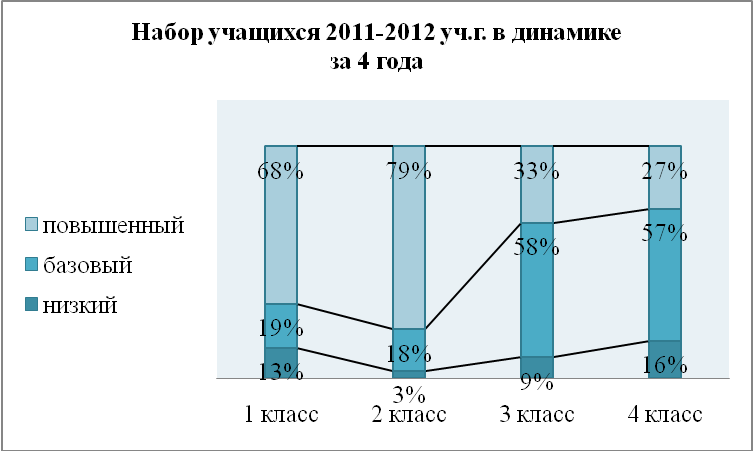 Набор учащихся 2011-2012 уч.г. в динамике
за 4 года
68% 79% 33% 27%
58% 57%
19% 18%
13% 3% 9% 16%
повышенный
базовый
низкий
1 класс 2 класс 3 класс 4 класс